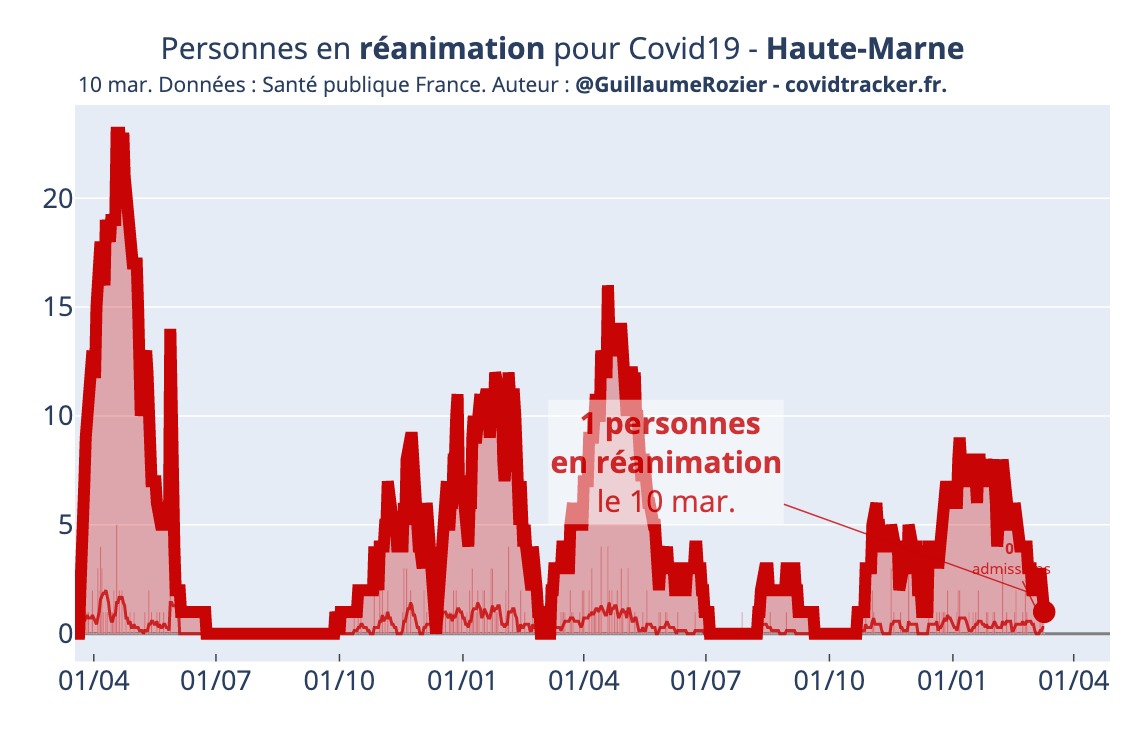 Personnes en réanimation pour Covid19 - Haute-Marne
10 mar. Données : Santé publique France. Auteur : @GuillaumeRozier - covidtracker.fr.
20
15
10
5
0
1 personnes
en réanimation
le 10 mar.
0
01/04 01/07 01/10 01/01 01/04 01/07 01/10 01/01 01/04